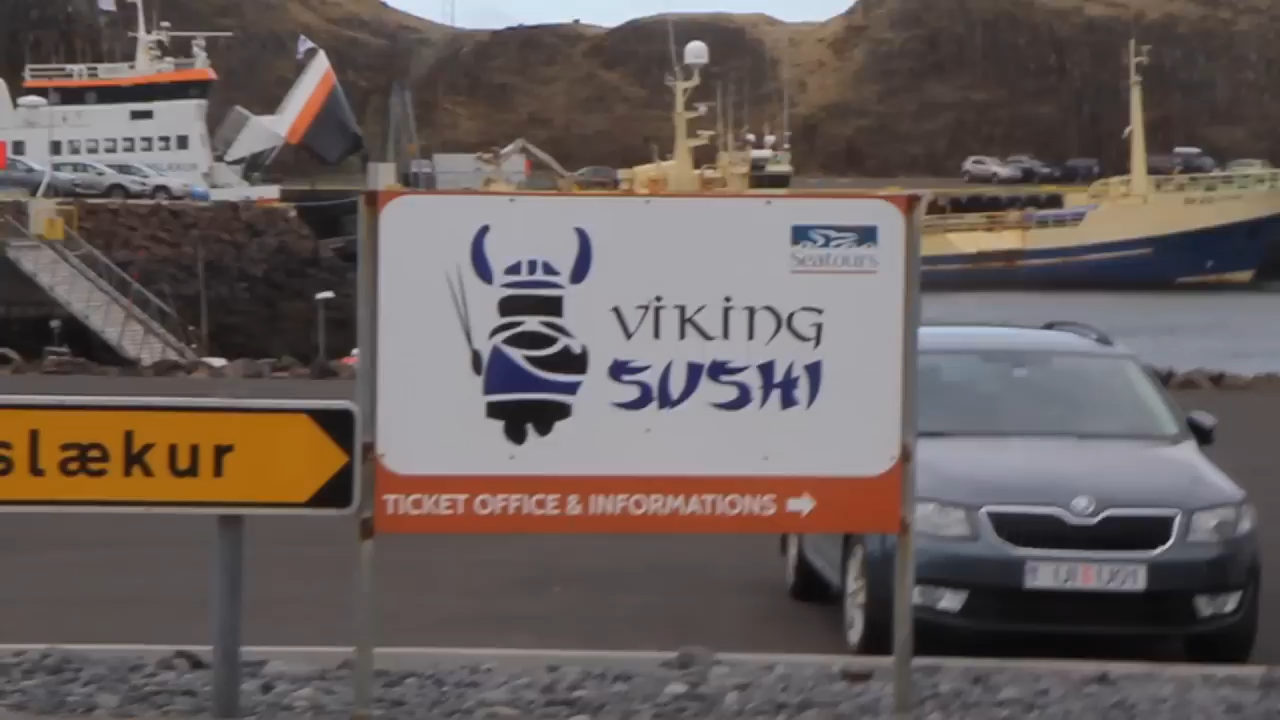 Seatours
VIKING
SUSHI
slækur
TICKET OFFICE & INFORMATIONS